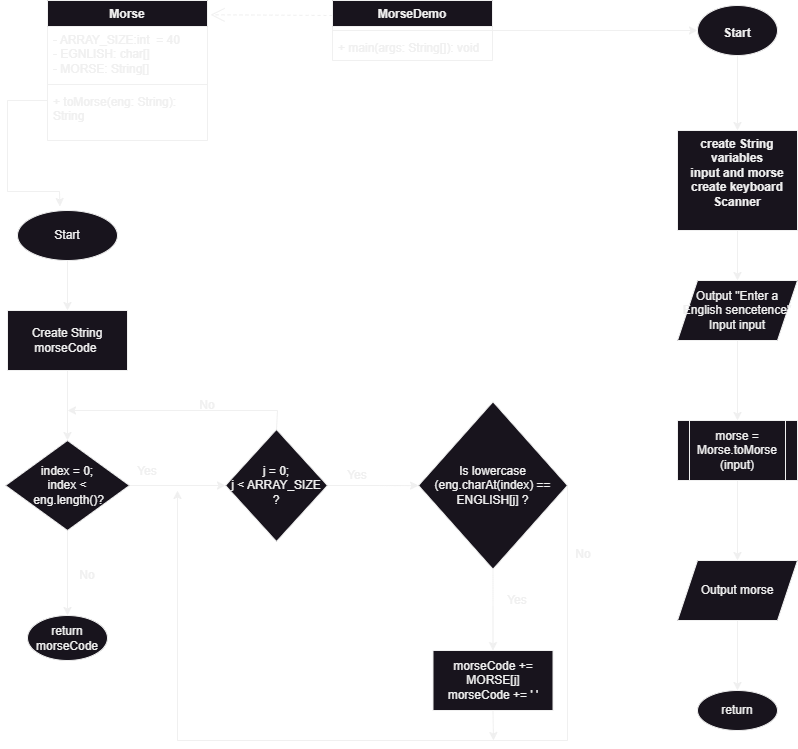 Morse
- ARRAY_SIZE:int = 40
- EGNLISH: char[]
- MORSE: String[]
+ toMorse(eng: String):
String
MorseDemo
+ main(args: String[]): void
Start
create String
variables
input and morse
create keyboard
Scanner
Output "Enter a
English sencetence"
Input input
morse =
Morse.toMorse
(input)
Output morse
return
Start
Create String
morseCode
No
index = 0;
index <
eng.length()?
Yes
j = 0;
j < ARRAY_SIZE
?
Yes
Is lowercase
(eng.charAt(index) ==
ENGLISH[j] ?
No
No
Yes
return
morseCode
morseCode +=
MORSE[j]
morseCode += ' '